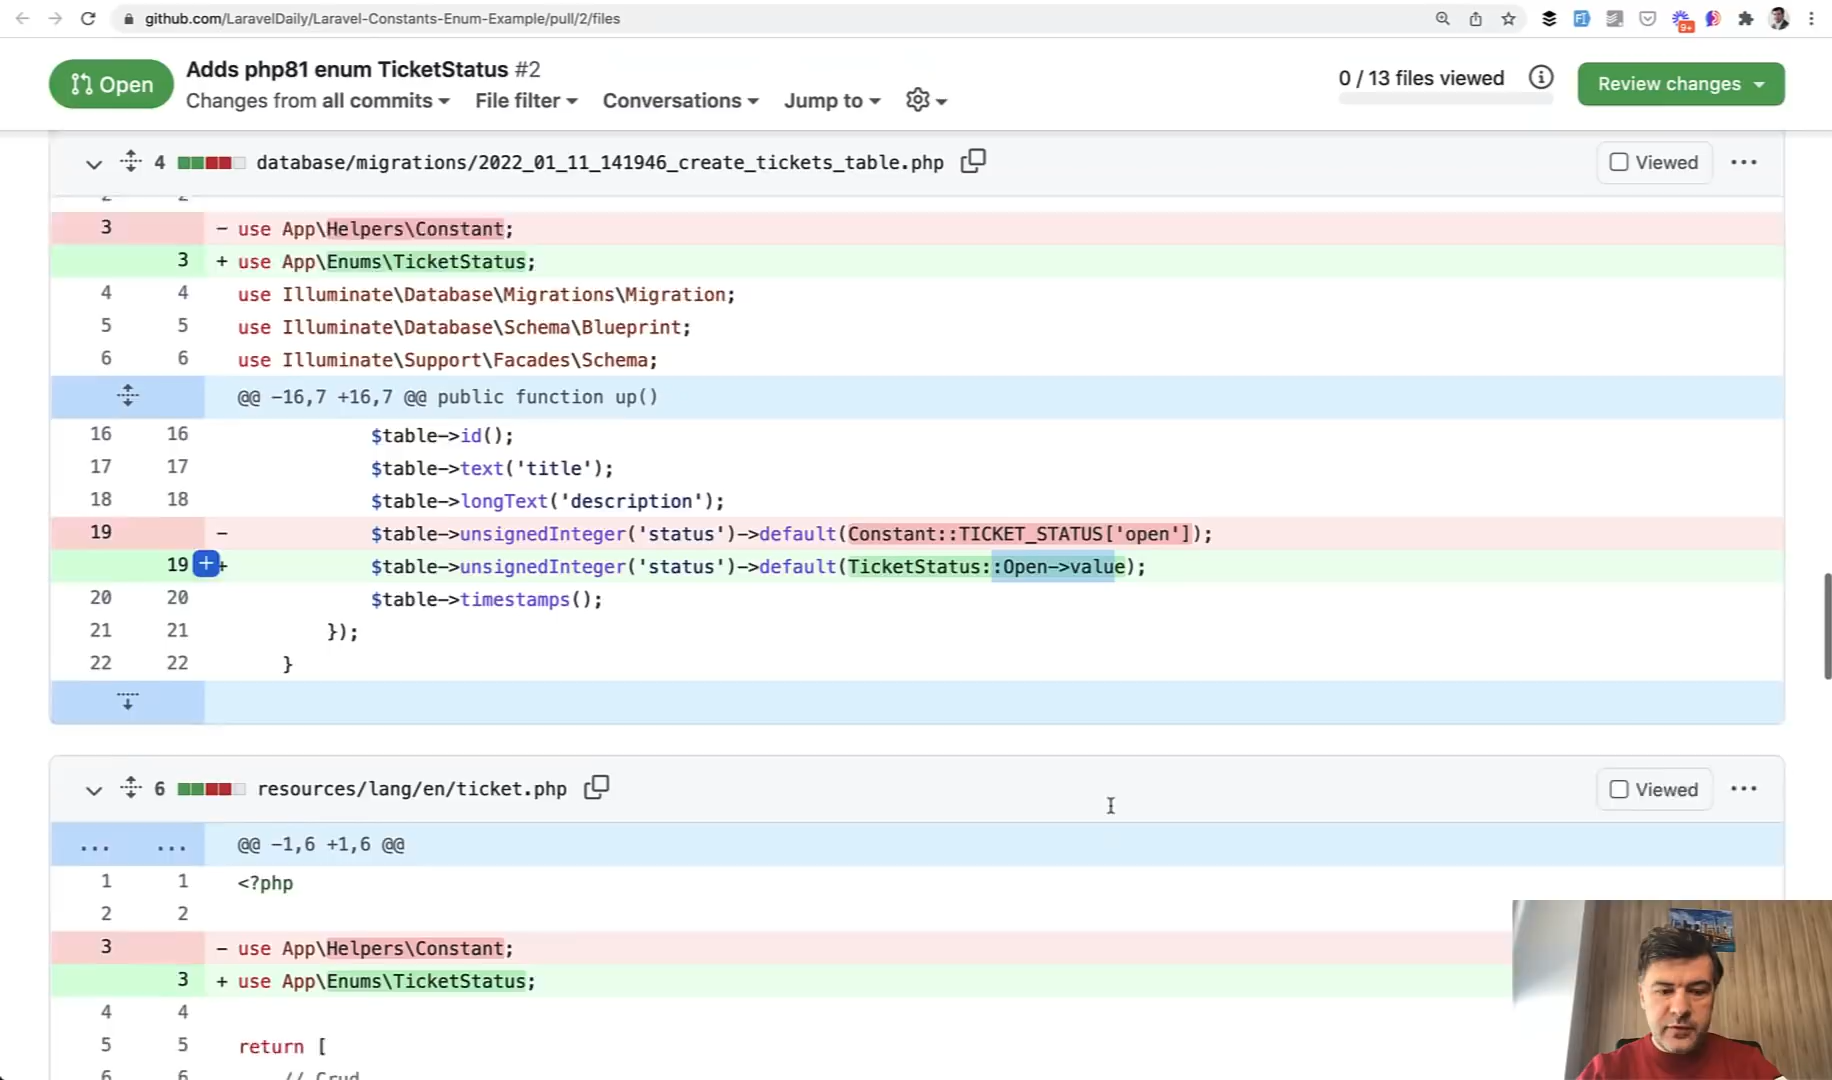 github.com/LaravelDaily/Laravel-Constants-Enum-Example/pull/2/files
9+
Open
Adds php81 enum TicketStatus #2
Changes from all commits
File filter
Conversations
Jump to
0 / 13 files viewed
Review changes
4 database/migrations/2022_01_11_141946_create_tickets_table.php
Viewed
2 2
3 - use App\Helpers\Constant;
3 + use App\Enums\TicketStatus;
4 4 use Illuminate\Database\Migrations\Migration;
5 5 use Illuminate\Database\Schema\Blueprint;
6 6 use Illuminate\Support\Facades\Schema;
@@ -16,7 +16,7 @@ public function up()
16 16 $table->id();
17 17 $table->text('title');
18 18 $table->longText('description');
19 - $table->unsignedInteger('status')->default(Constant::TICKET_STATUS['open']);
19 + $table->unsignedInteger('status')->default(TicketStatus::Open->value);
20 20 $table->timestamps();
21 21 });
22 22 }
6 resources/lang/en/ticket.php
Viewed
... ... @@ -1,6 +1,6 @@
1 1 <?php
2 2
3 - use App\Helpers\Constant;
3 + use App\Enums\TicketStatus;
4 4
5 5 return [
6 6 // Crud